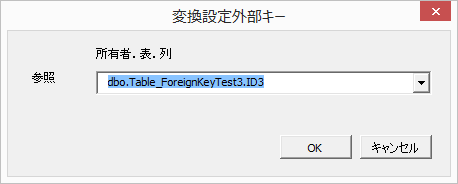 変換設定外部キー
所有者.表.列
参照
dbo.Table_ForeignKeyTest3.ID3
OK
キャンセル